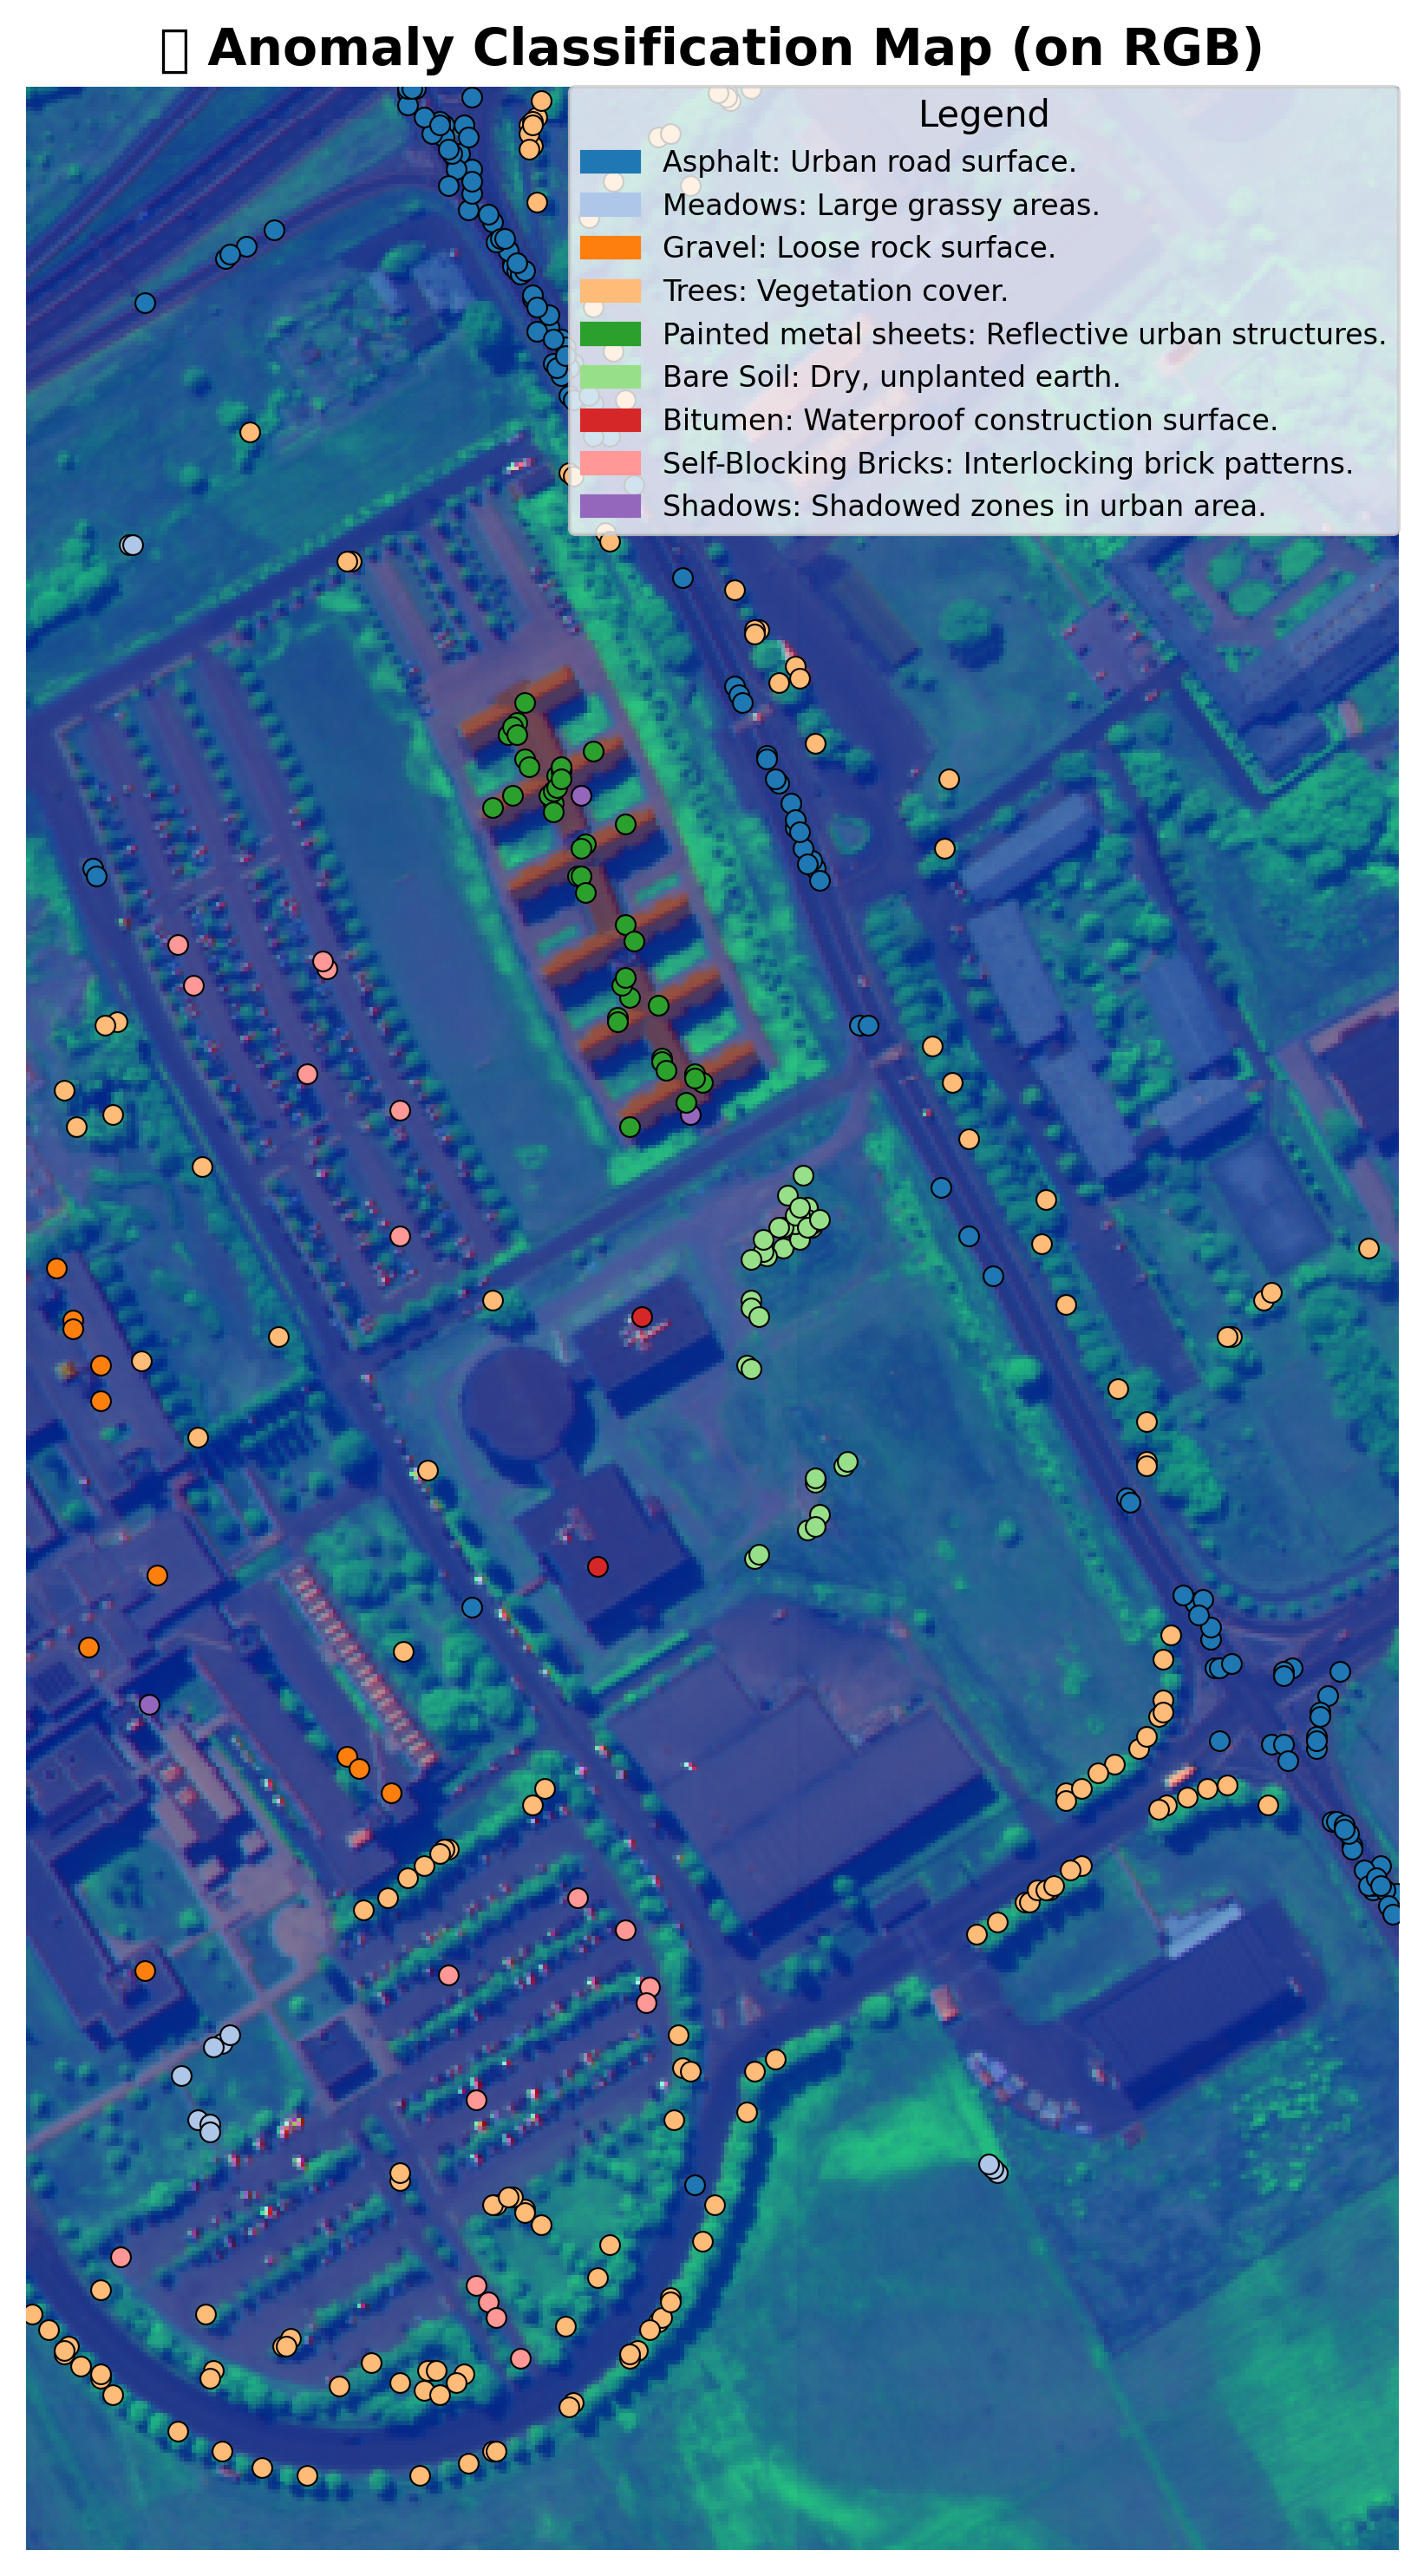 Anomaly Classification Map (on RGB)
Legend
Asphalt: Urban road surface.
Meadows: Large grassy areas.
Gravel: Loose rock surface.
Trees: Vegetation cover.
Painted metal sheets: Reflective urban structures.
Bare Soil: Dry, unplanted earth.
Bitumen: Waterproof construction surface.
Self-Blocking Bricks: Interlocking brick patterns.
Shadows: Shadowed zones in urban area.